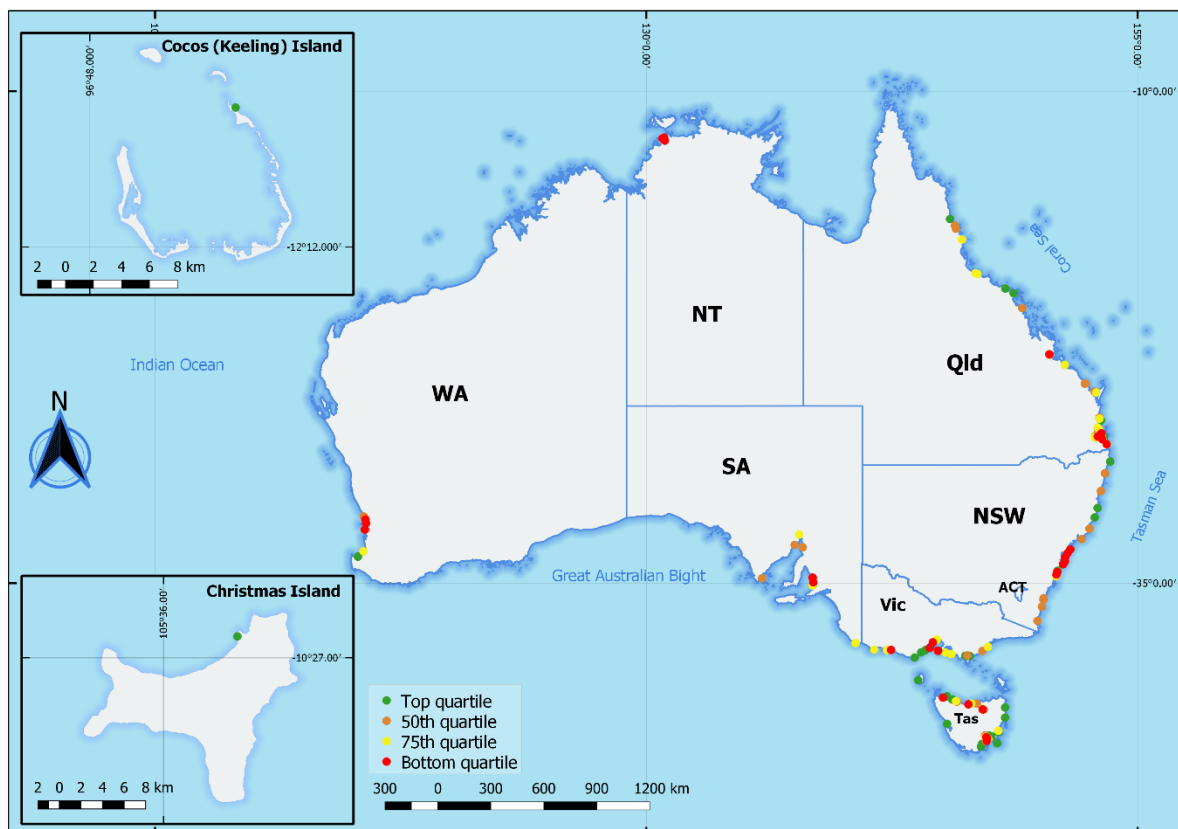 10
130°0.00'
155°0.00'
Cocos (Keeling) Island
96°48.000'
-10°0.00'
-12°12.000'
2 0 2 4 6 8 km
Coral Sea
NT
Indian Ocean
Qld
WA
SA
N
NSW
Tasman Sea
Great Australian Bight
-35°0.00'
ACT
Vic
Christmas Island
105°36.00'
-10°27.00'
Top quartile
50th quartile
75th quartile
Bottom quartile
Tas
2 0 2 4 6 8 km
300 0 300 600 900 1200 km